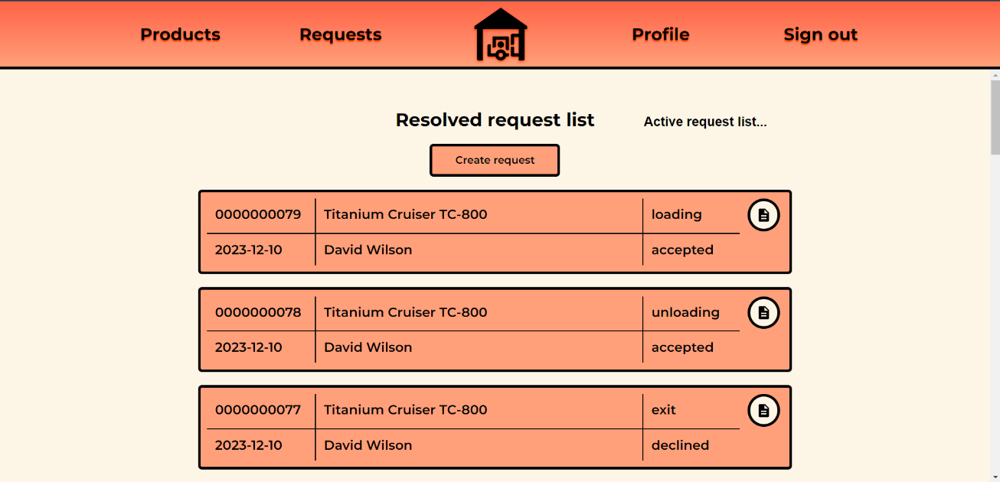 Products Requests Profile Sign out
Resolved request list Active request list...
Create request
0000000079 Titanium Cruiser TC-800 loading
2023-12-10 David Wilson accepted
0000000078 Titanium Cruiser TC-800 unloading
2023-12-10 David Wilson accepted
0000000077 Titanium Cruiser TC-800 exit
2023-12-10 David Wilson declined